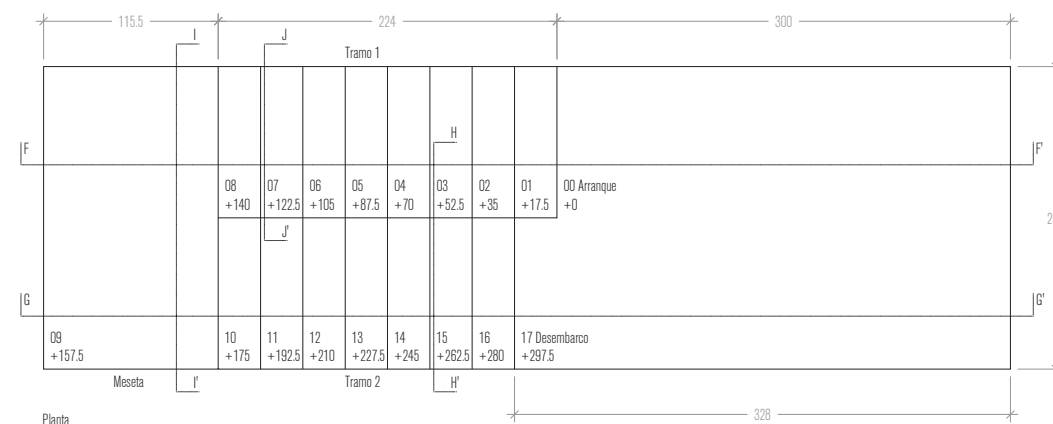 115.5
224
300
I
J
Tramo 1
H
F
F'
08
+140
07
+122.5
06
+105
05
+87.5
04
+70
03
+52.5
02
+35
01
+17.5
00 Arranque
+0
J'
G
G'
09
+157.5
10
+175
11
+192.5
12
+210
13
+227.5
14
+245
15
+262.5
16
+280
17 Desembarco
+297.5
Meseta
I'
Tramo 2
H'
328
Planta